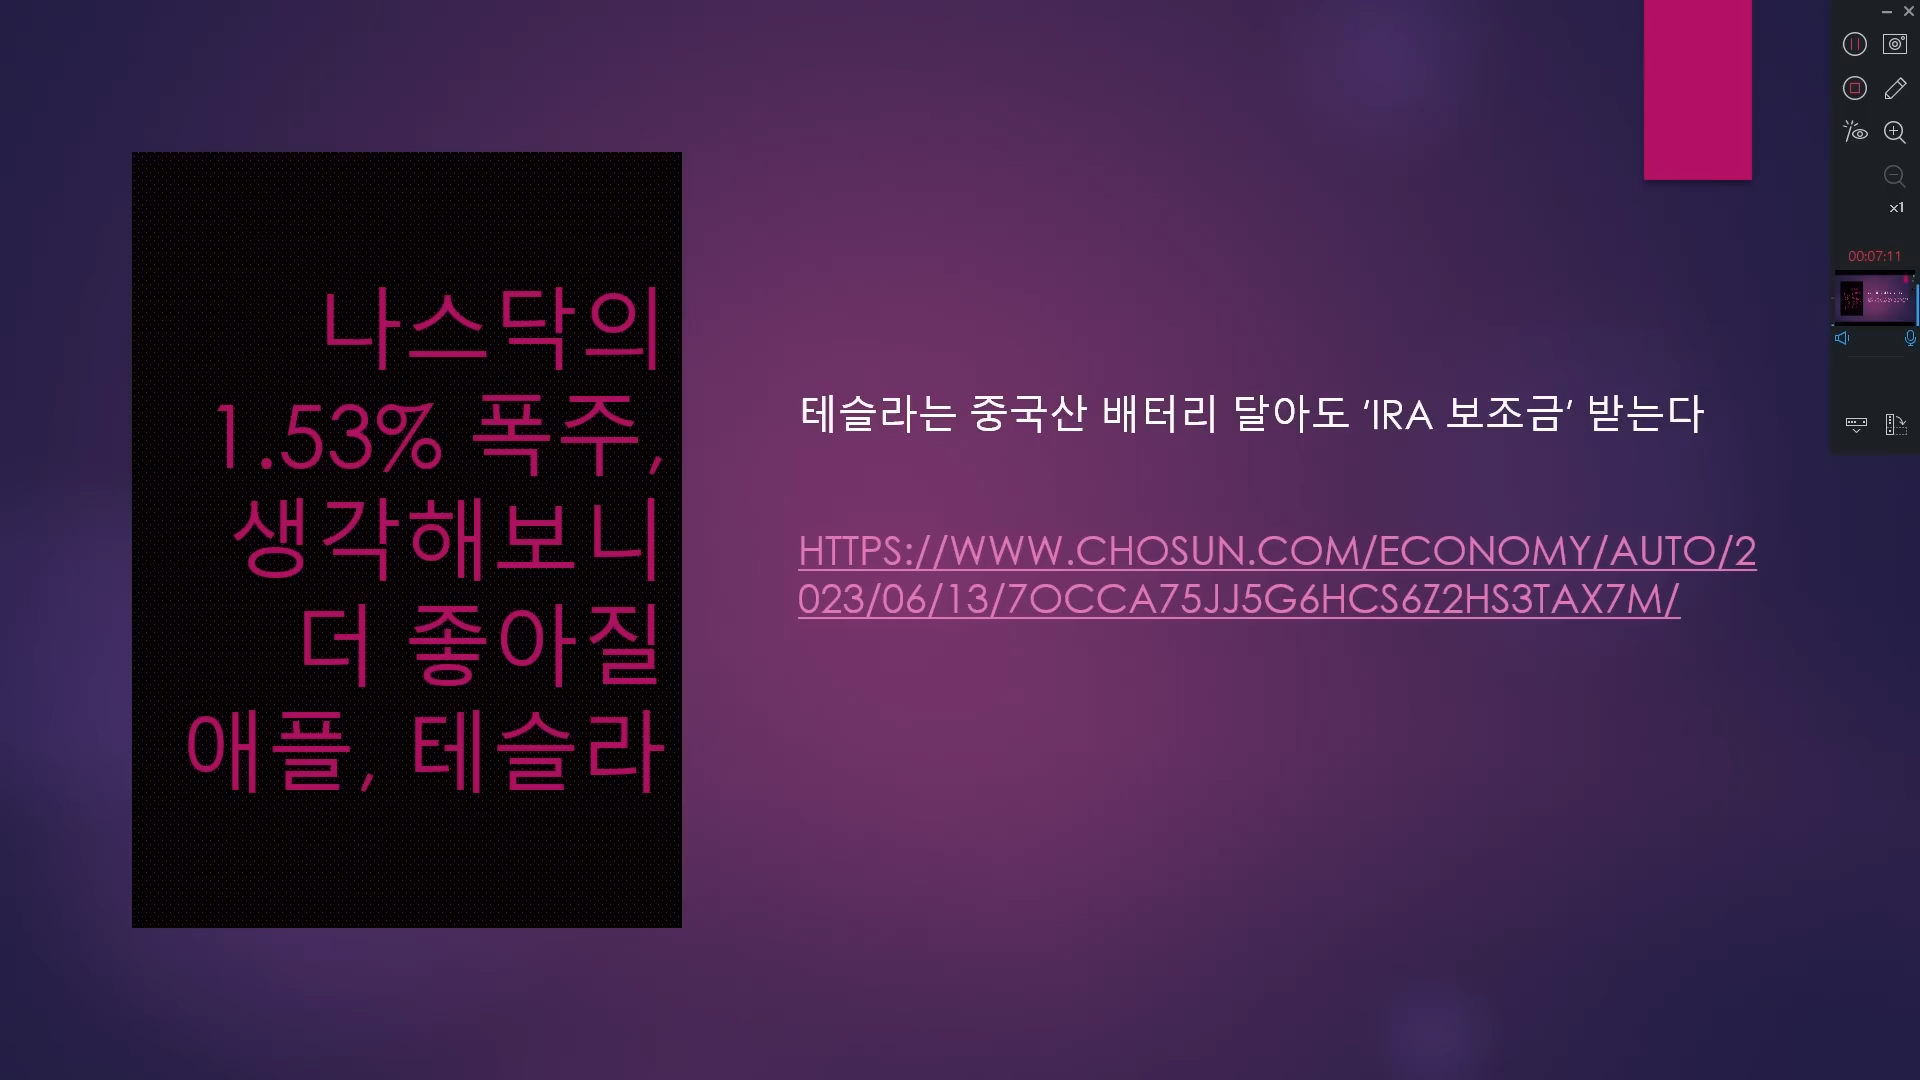 나스닥의
1.53% 폭주,
생각해보니
더 좋아질
애플, 테슬라
테슬라는 중국산 배터리 달아도 ‘IRA 보조금’ 받는다
HTTPS://WWW.CHOSUN.COM/ECONOMY/AUTO/2
023/06/13/7OCCA75JJ5G6HCS6Z2HS3TAX7M/
x1
00:07:11